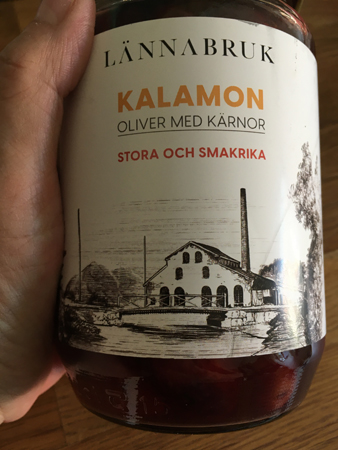 LÄNNABRUK
KALAMON
OLIVER MED KÄRNOR
STORA OCH SMAKRIKA